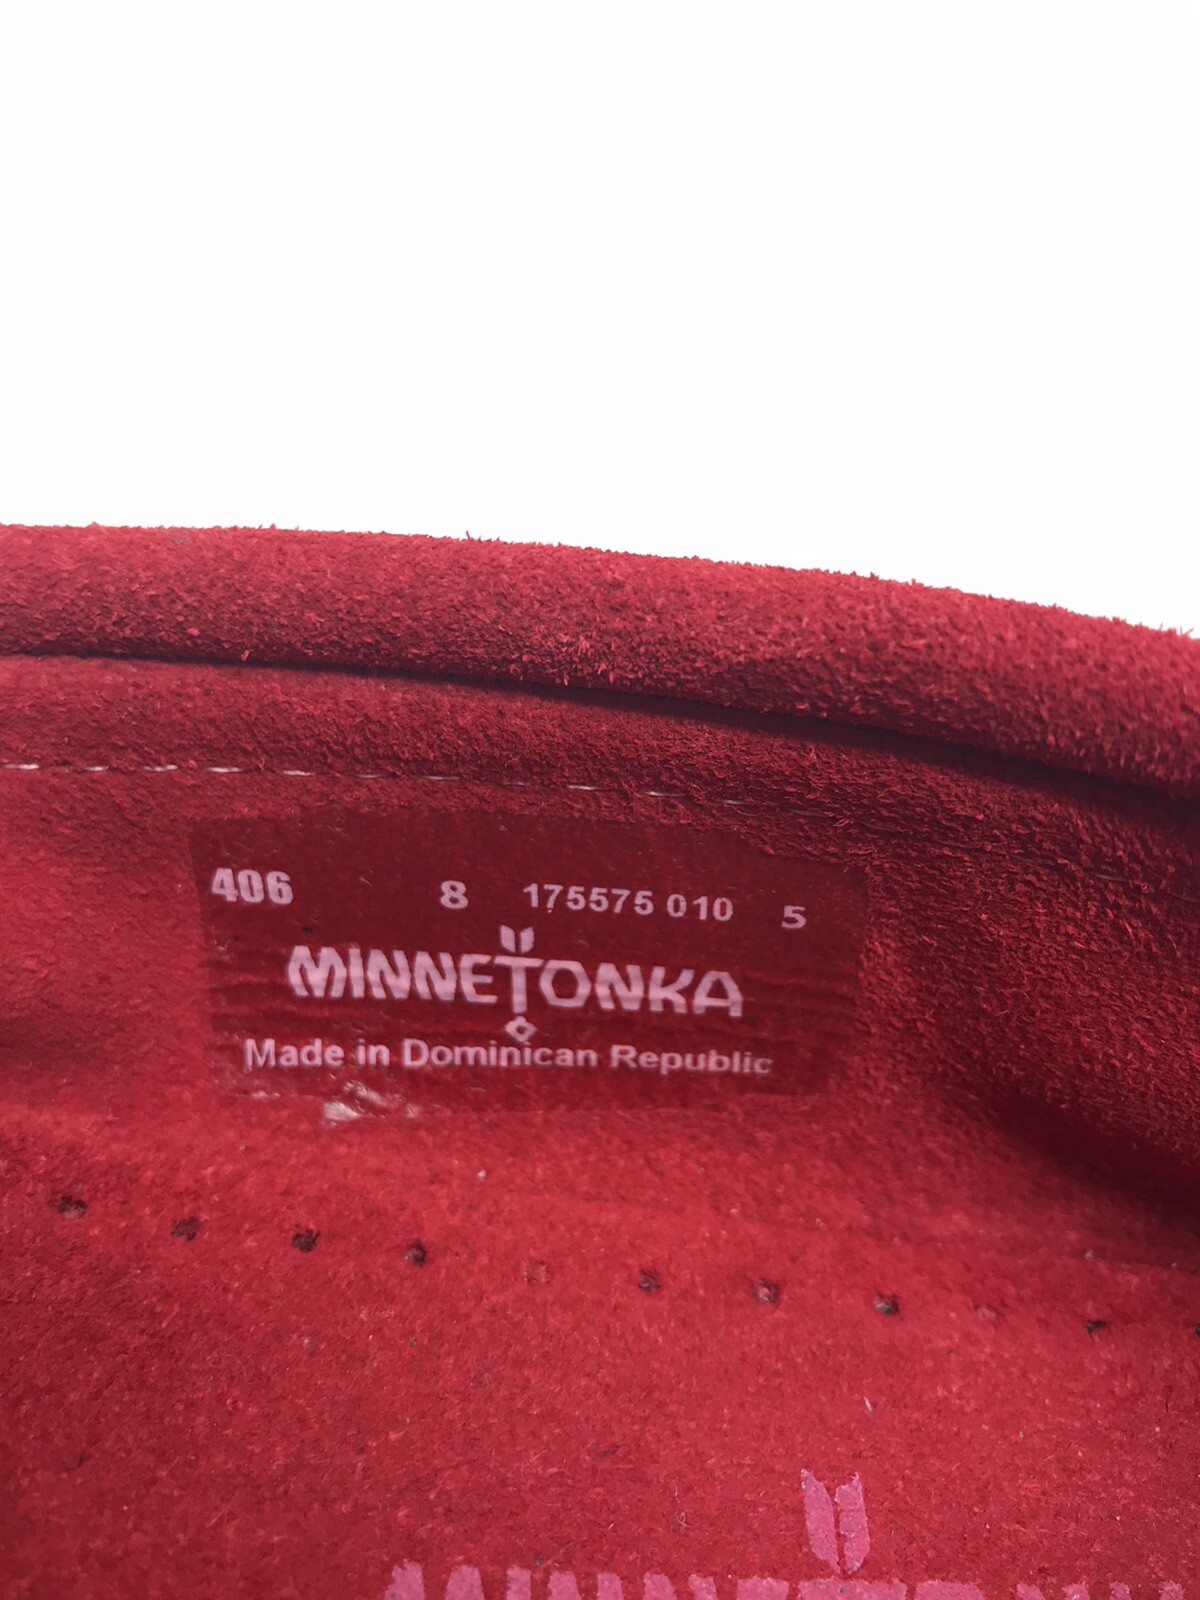 406 8 175575 010 5
MINNETONKA
Made in Dominican Republic